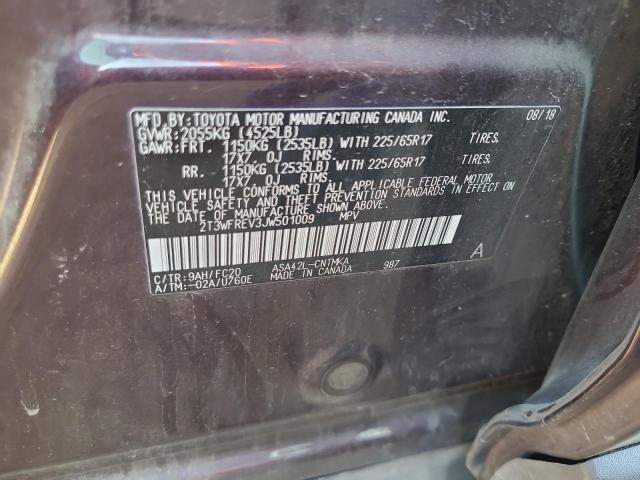 MFD.BY:TOYOTA MOTOR MANUFACTURING CANADA INC. 08/18
GVWR:2055KG (4525LB)
GAWR:FRT. 1150KG (2535LB) WITH 225/65R17 TIRES,
17X7.0J RIMS.
RR. 1150KG (2535LB) WITH 225/65R17 TIRES,
17X7.0J RIMS.
THIS VEHICLE CONFORMS TO ALL APPLICABLE FEDERAL MOTOR
VEHICLE SAFETY AND THEFT PREVENTION STANDARDS IN EFFECT ON
THE DATE OF MANUFACTURE SHOWN ABOVE.
2T3WFREV3JW501009 MPV
C/TR:9AH/FC20 ASA42L-CNTMKA 987 A
A/TM:-02A/U760E MADE IN CANADA